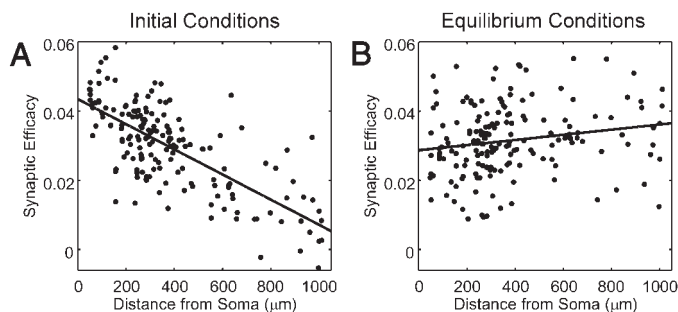 Initial Conditions
A
0.06
0.04
0.02
0
Synaptic Efficacy
0 200 400 600 800 1000
Distance from Soma (μm)
Equilibrium Conditions
B
0.06
0.04
0.02
0
Synaptic Efficacy
0 200 400 600 800 1000
Distance from Soma (μm)